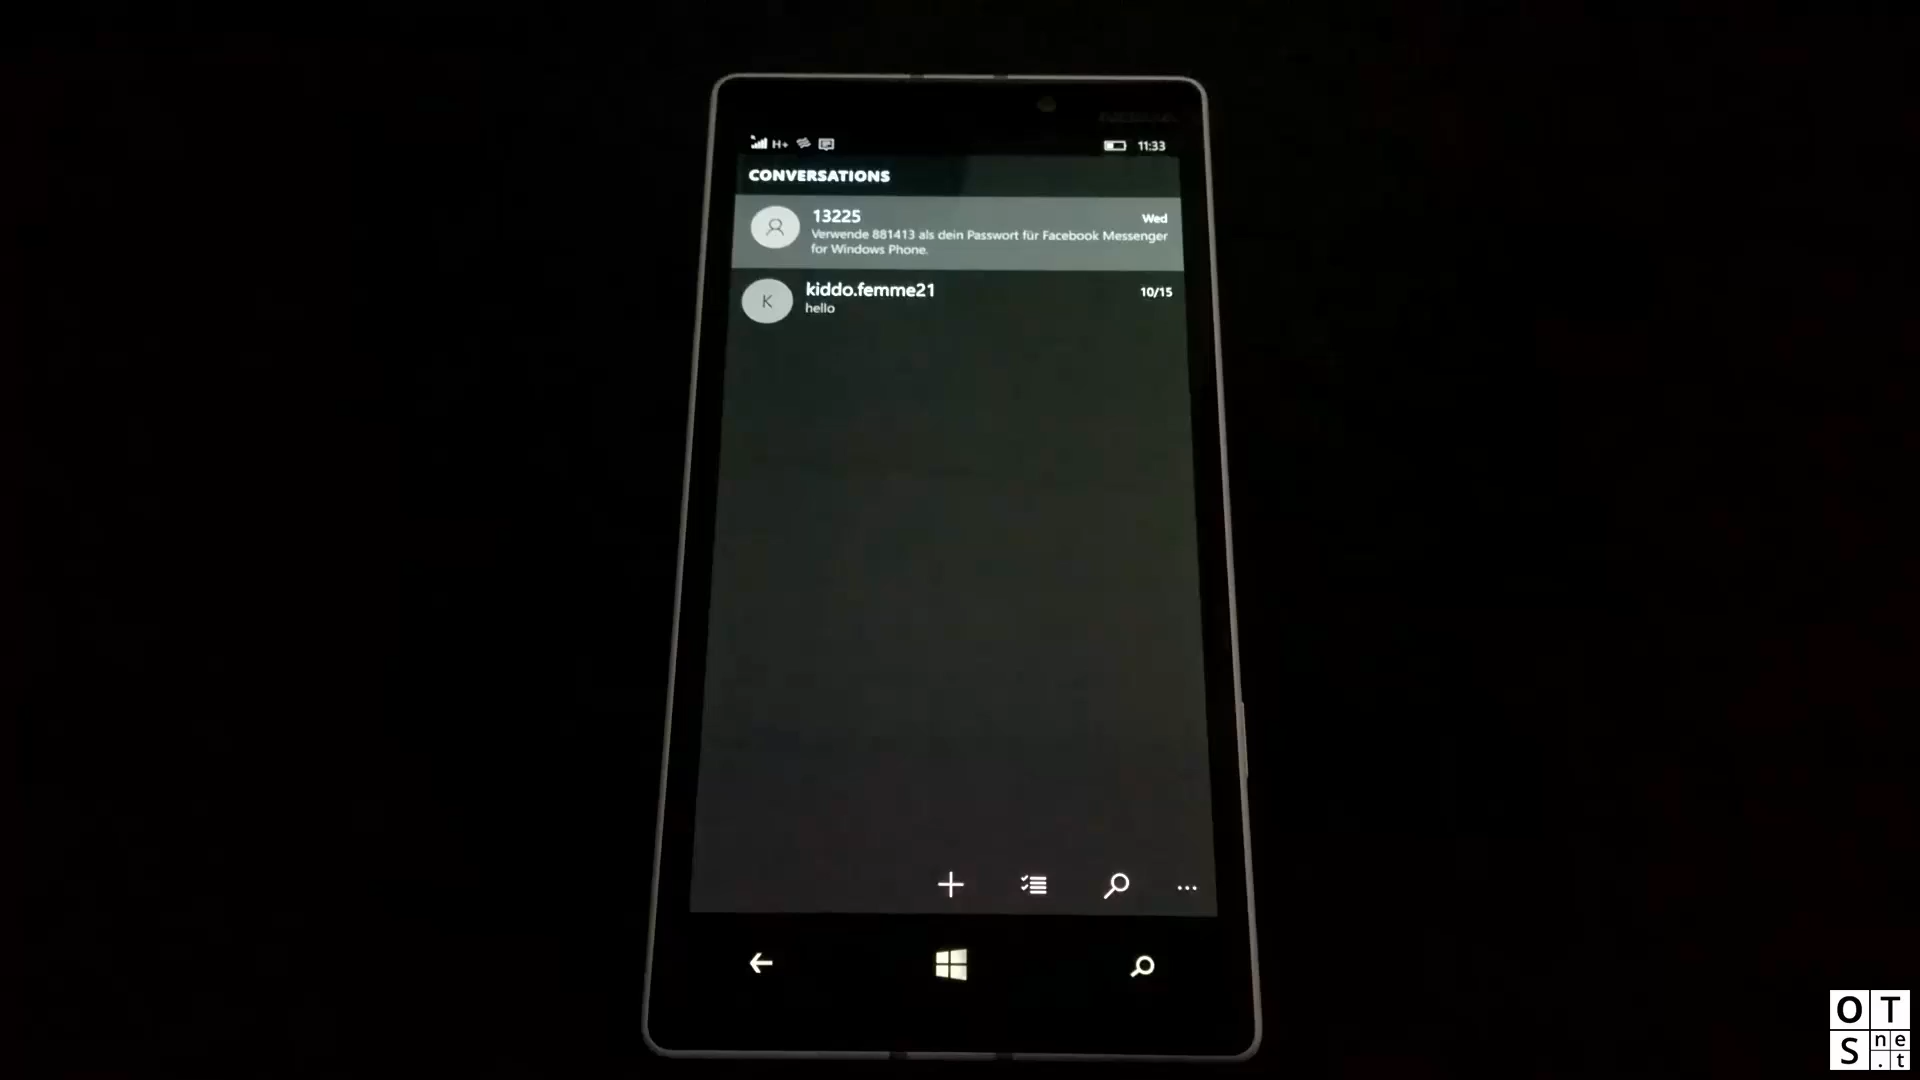 H+
11:33
CONVERSATIONS
13225
Wed
Verwende 881413 als dein Passwort für Facebook Messenger
for Windows Phone.
K
kiddo.femme21
10/15
hello
OTS
ne
.t